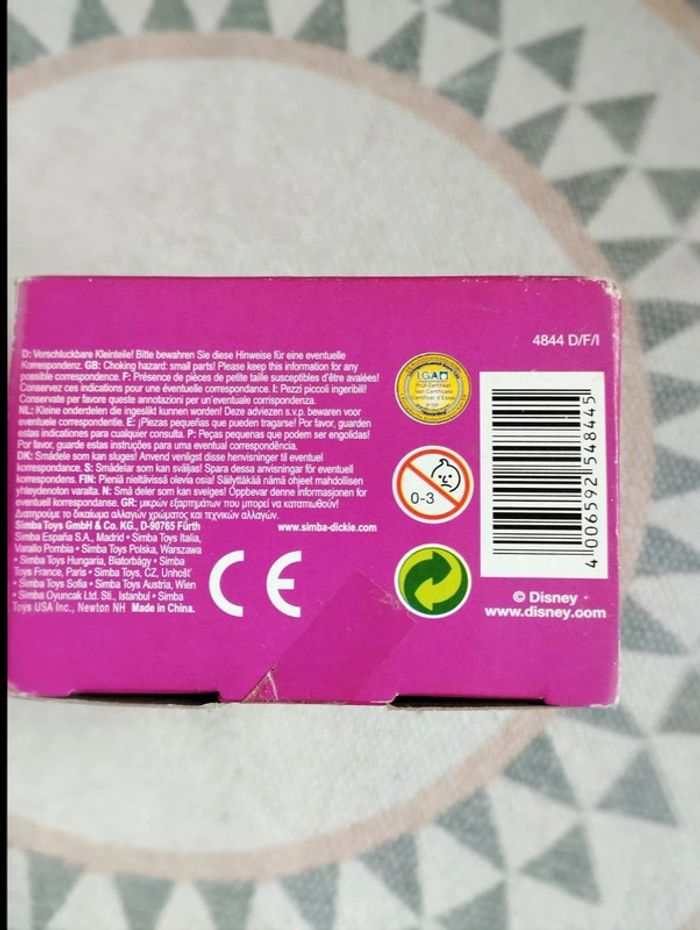 4844 D/F/I
D: Verschluckbare Kleinteile! Bitte bewahren Sie diese Hinweise für eine eventuelle
Korrespondenz. GB: Choking hazard: small parts! Please keep this information for any
possible correspondence. F: Présence de pièces de petite taille susceptibles d'être avalées!
Conservez ces indications pour une éventuelle correspondance. I: Pezzi piccoli ingeribili!
Conservate per favore queste annotazioni per un'eventuale corrispondenza.
NL: Kleine onderdelen die ingeslikt kunnen worden! Deze adviezen s.v.p. bewaren voor
eventuele correspondentie. E: ¡Piezas pequeñas que pueden tragarse! Por favor, guarden
estas indicaciones para cualquier consulta. P: Peças pequenas que podem ser engolidas!
Por favor, guarde estas instruções para uma eventual correspondência.
DK: Smådele som kan sluges! Anvend venligst disse henvisninger til eventuel
korrespondance. S: Smådelar som kan sväljas! Spara dessa anvisningar för eventuell
korrespondens. FIN: Pieniä nieltävissä olevia osia! Säilyttäkää nämä ohjeet mahdollisen
yhteydenoton varalta. N: Små deler som kan svelges! Oppbevar denne informasjonen for
eventuell korrespondanse. GR: μικρών εξαρτημάτων που μπορεί να καταπιωθούν!
Διατηρούμε το δικαίωμα αλλαγών χρώματος και τεχνικών αλλαγών.
Simba Toys GmbH & Co. KG., D-90765 Fürth www.simba-dickie.com
Simba España S.A., Madrid • Simba Toys Italia,
Varallo Pombia • Simba Toys Polska, Warszawa
• Simba Toys Hungaria, Biatorbágy • Simba
Toys France, Paris • Simba Toys, CZ, Unhošť
• Simba Toys Sofia • Simba Toys Austria, Wien
• Simba Oyuncak Ltd. Sti., Istanbul • Simba
Toys USA Inc., Newton NH Made in China.
CE
LGA
Prüf-Zertifikat
Test Certificate
Certificat d'Essai
0-3
4 006592 548445
© Disney
www.disney.com